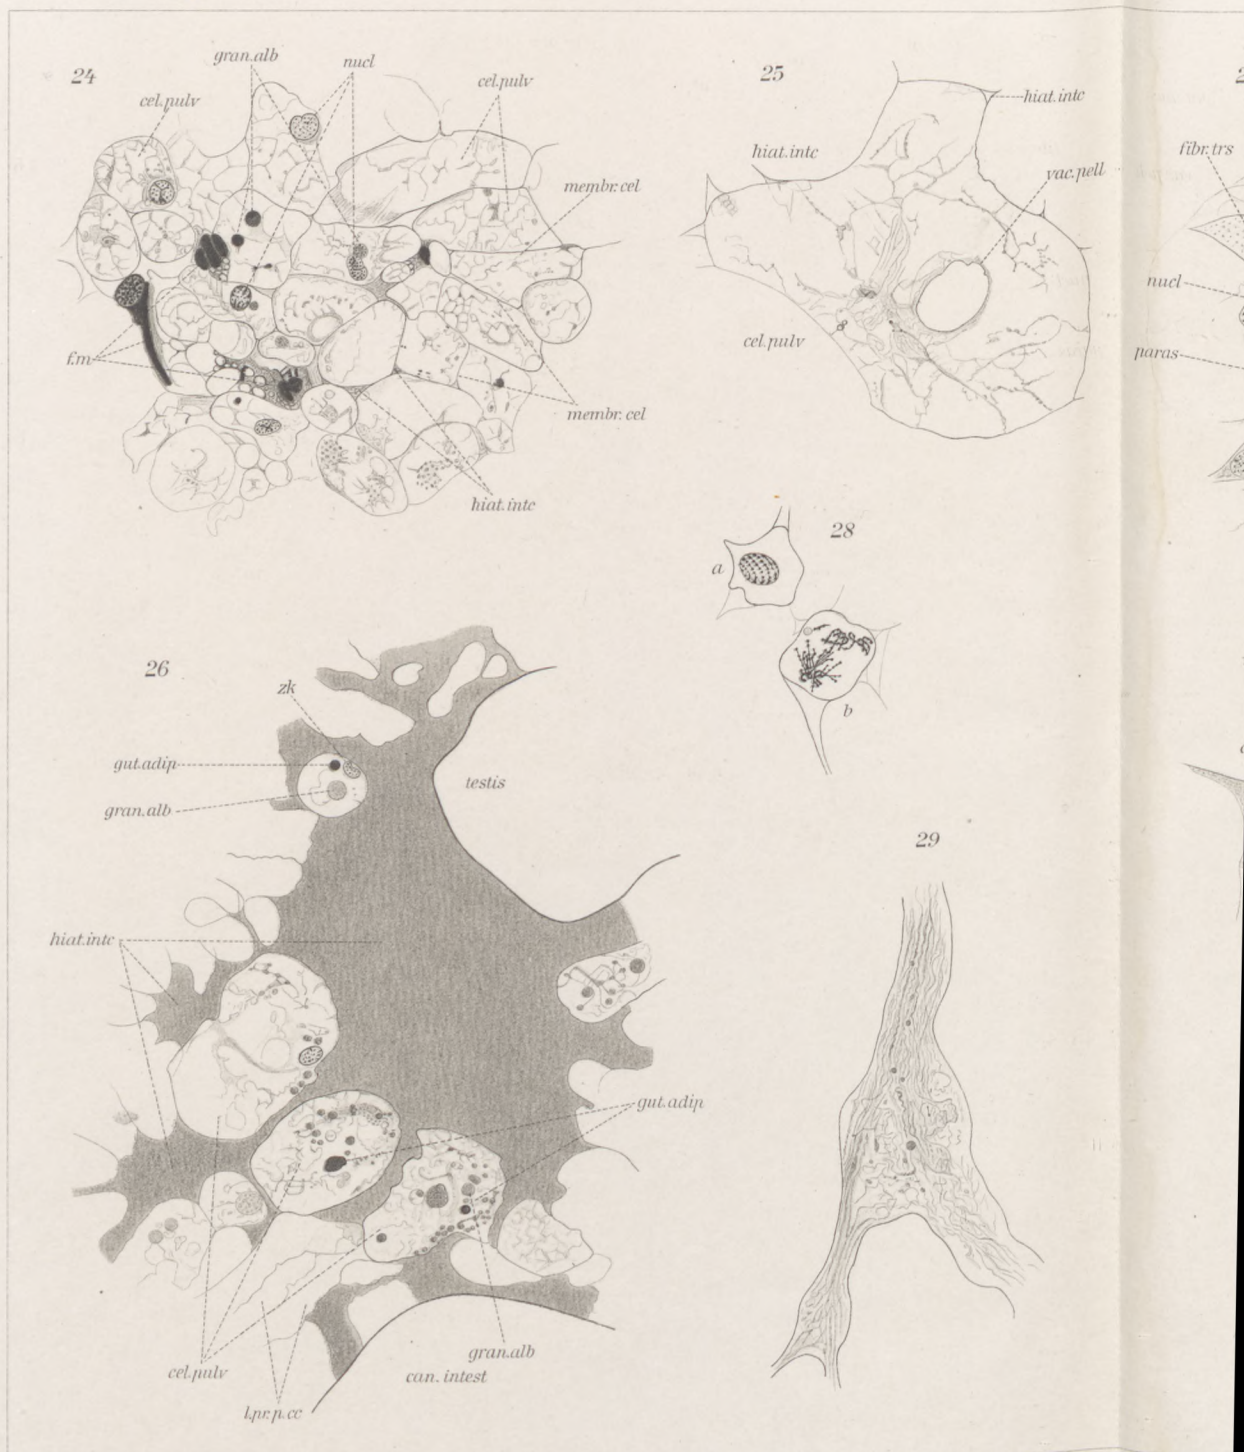 24
gran.alb
nucl
cel.pulv
cel.pulv
membr.cel
f.m
membr.cel
hiat.intc
25
hiat.intc
hiat.intc
vac.pell
cel.pulv
fibr.trs
nucl
paras
28
a
b
26
zk
gut.adip
gran.alb
testis
hiat.intc
gut.adip
gran.alb
cel.pulv
can. intest
l.pr.p.cc
29